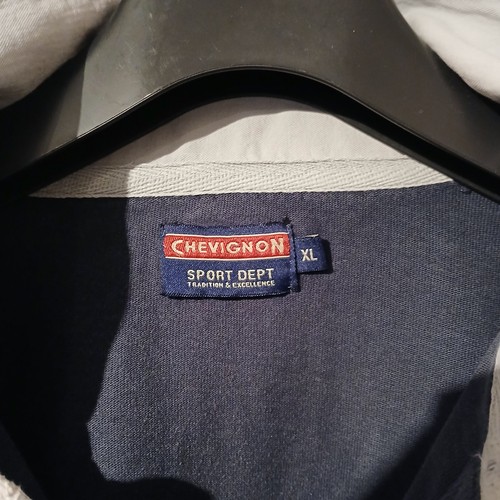 CHEVIGNON
XL
SPORT DEPT
TRADITION & EXCELLENCE